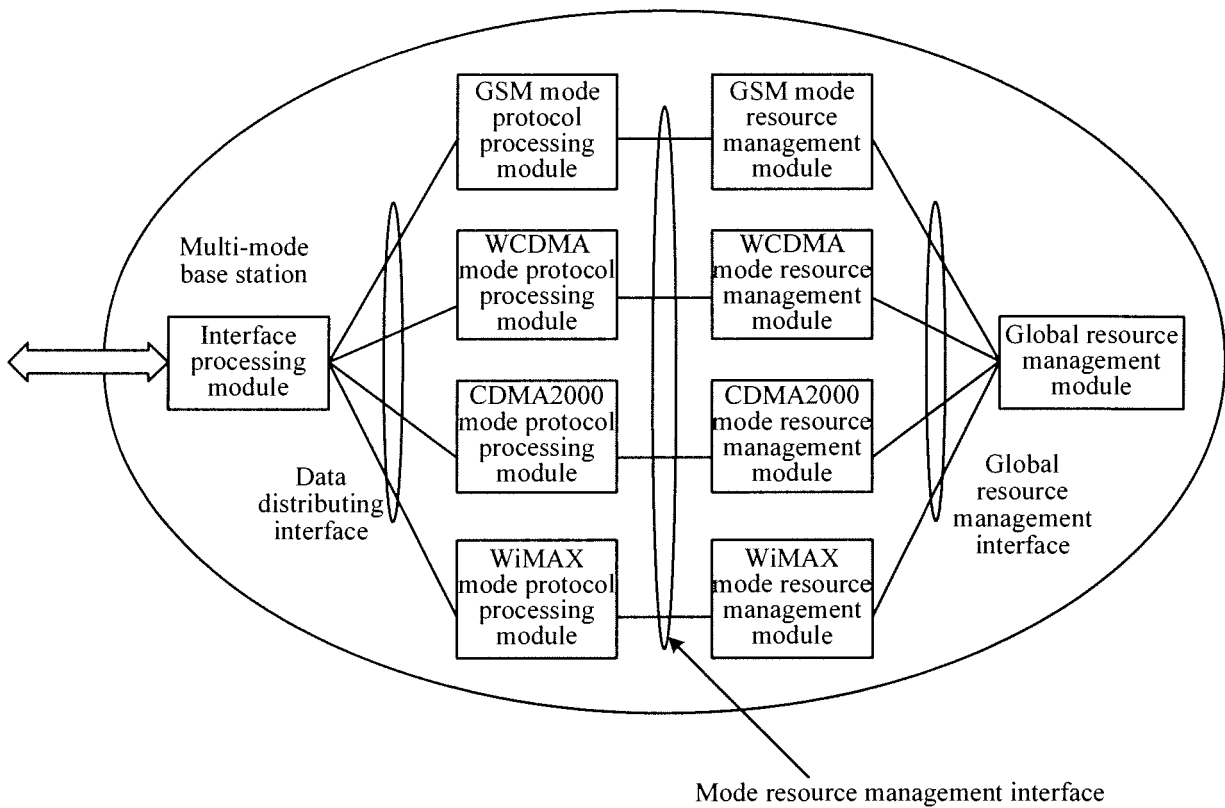 GSM mode
protocol
processing
module
GSM mode
resource
management
module
Multi-mode
base station
WCDMA
mode protocol
processing
module
WCDMA
mode resource
management
module
Interface
processing
module
Global resource
management
module
CDMA2000
mode protocol
processing
module
CDMA2000
mode resource
management
module
Data
distributing
interface
Global
resource
management
interface
WiMAX
mode protocol
processing
module
WiMAX
mode resource
management
module
Mode resource management interface